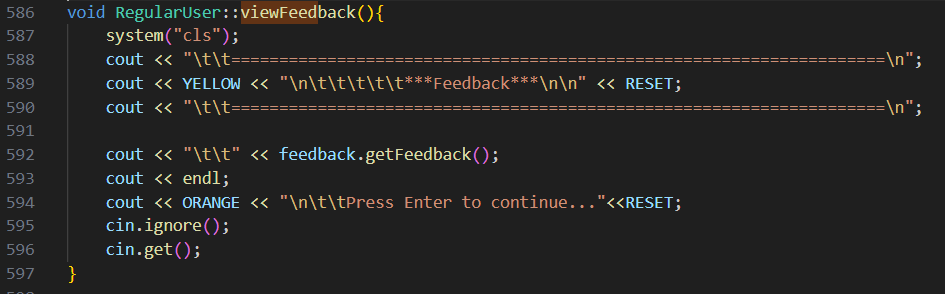 586 void RegularUser::viewFeedback(){
587 system("cls");
588 cout << "\t\t====================================================================\n";
589 cout << YELLOW << "\n\t\t\t\t\t***Feedback***\n\n" << RESET;
590 cout << "\t\t====================================================================\n";
591
592 cout << "\t\t" << feedback.getFeedback();
593 cout << endl;
594 cout << ORANGE << "\n\t\tPress Enter to continue..."<<RESET;
595 cin.ignore();
596 cin.get();
597 }